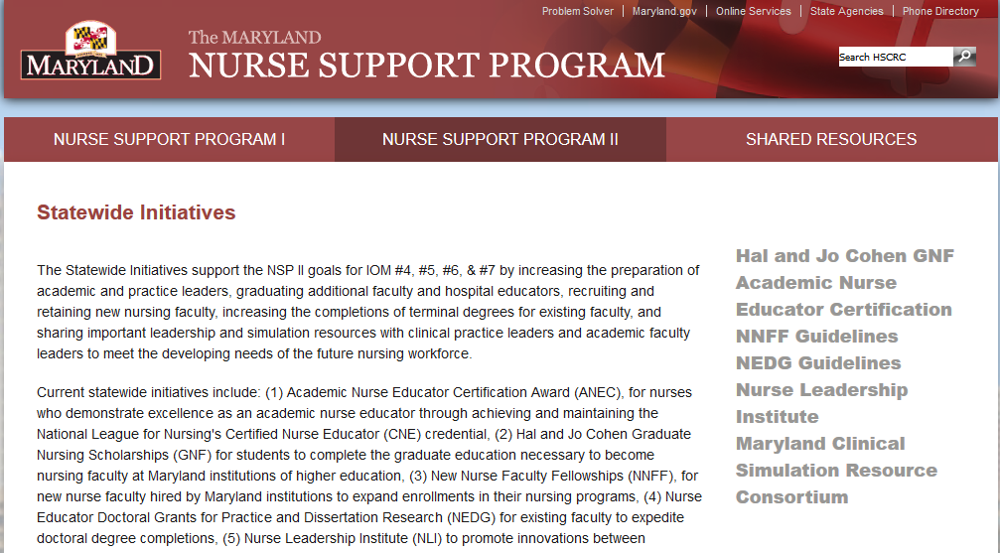 Problem Solver | Maryland.gov | Online Services | State Agencies | Phone Directory
MARYLAND
The MARYLAND
NURSE SUPPORT PROGRAM
Search HSCRC
NURSE SUPPORT PROGRAM I
NURSE SUPPORT PROGRAM II
SHARED RESOURCES
Statewide Initiatives
The Statewide Initiatives support the NSP II goals for IOM #4, #5, #6, & #7 by increasing the preparation of
academic and practice leaders, graduating additional faculty and hospital educators, recruiting and
retaining new nursing faculty, increasing the completions of terminal degrees for existing faculty, and
sharing important leadership and simulation resources with clinical practice leaders and academic faculty
leaders to meet the developing needs of the future nursing workforce.
Current statewide initiatives include: (1) Academic Nurse Educator Certification Award (ANEC), for nurses
who demonstrate excellence as an academic nurse educator through achieving and maintaining the
National League for Nursing's Certified Nurse Educator (CNE) credential, (2) Hal and Jo Cohen Graduate
Nursing Scholarships (GNF) for students to complete the graduate education necessary to become
nursing faculty at Maryland institutions of higher education, (3) New Nurse Faculty Fellowships (NNFF), for
new nurse faculty hired by Maryland institutions to expand enrollments in their nursing programs, (4) Nurse
Educator Doctoral Grants for Practice and Dissertation Research (NEDG) for existing faculty to expedite
doctoral degree completions, (5) Nurse Leadership Institute (NLI) to promote innovations between
Hal and Jo Cohen GNF
Academic Nurse
Educator Certification
NNFF Guidelines
NEDG Guidelines
Nurse Leadership
Institute
Maryland Clinical
Simulation Resource
Consortium